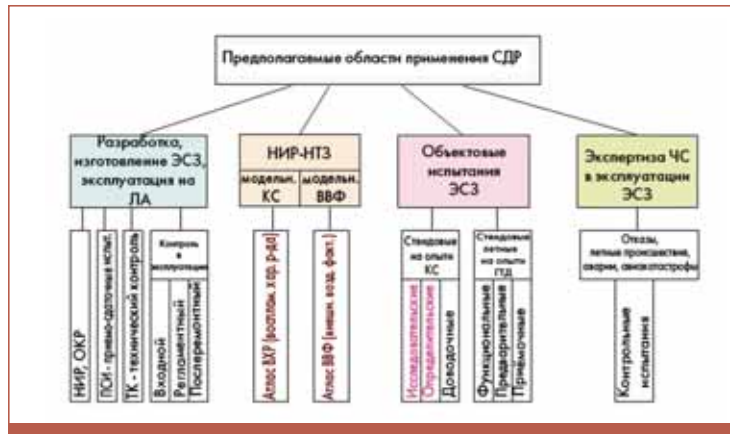 Предполагаемые области применения СДР
Разработка,
изготовление ЭСЗ,
эксплуатация на
ЛА
НИР, ОКР
ПСИ - приемо-сдаточные испыт.
ТК - технический контроль
Контроль
в
эксплуатации
Входной
Регламентный
Послеремонтный
НИР-НТЗ
модельн.
КС
модельн.
ВВФ
Атлас ВХР (восплам. хар. р-да)
Атлас ВВФ (внешн. возд. факт.)
Объектовые
испытания
ЭСЗ
Стендовые
на опытн
КС
Исследовательские
Определительные
Доводочные
Стендовые
летные
на опытн
ГТД
Функциональные
Предварительные
Приемочные
Экспертиза ЧС
в эксплуатации
ЭСЗ
Отказы,
летные происшествия,
аварии, авиакатастрофы
Контрольные
испытания